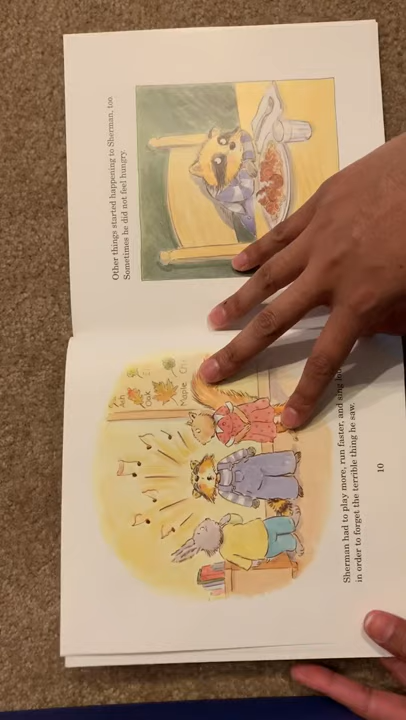 Sherman had to play more, run faster, and sing
in order to forget the terrible thing he saw.
10
Ash
Oak
Maple
Other things started happening to Sherman, too.
Sometimes he did not feel hungry.